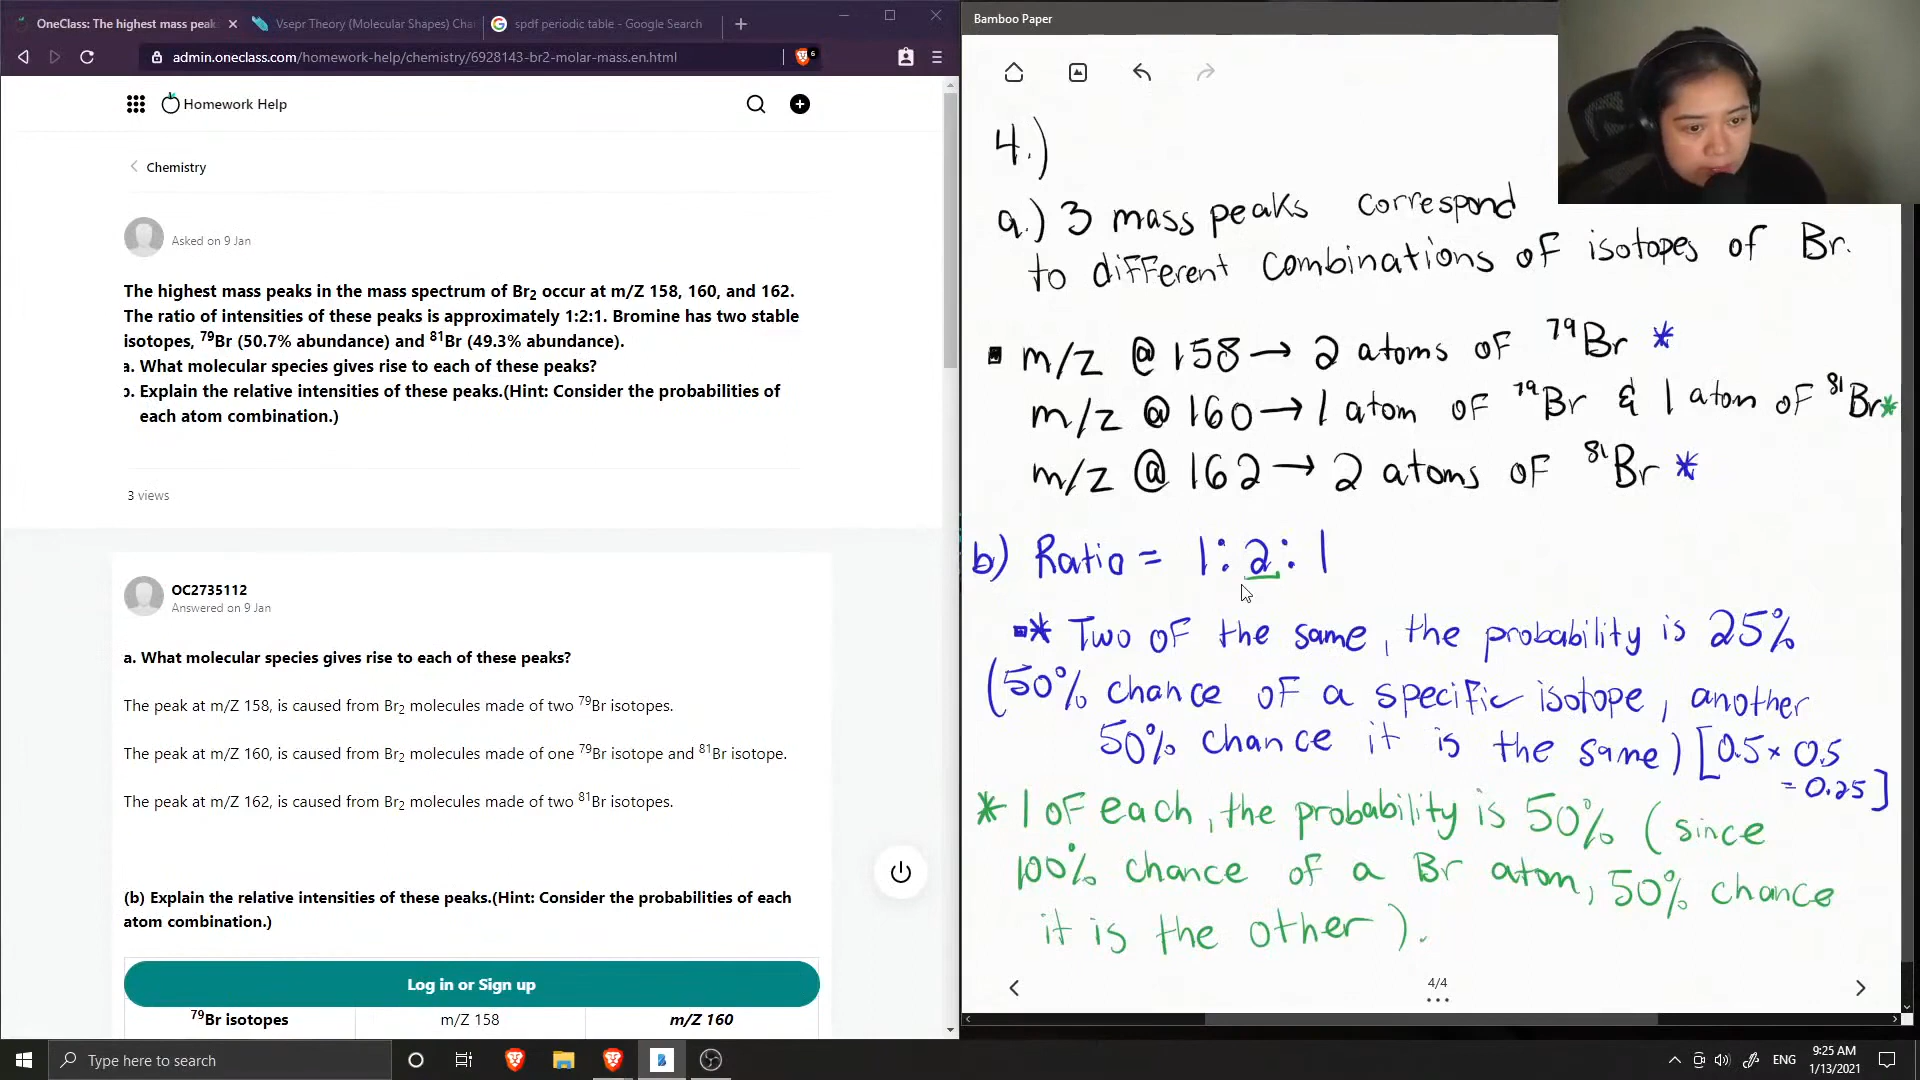 OneClass: The highest mass peak
Vsepr Theory (Molecular Shapes) Cha
spdf periodic table - Google Search
admin.oneclass.com/homework-help/chemistry/6928143-br2-molar-mass.en.html
6
Homework Help
Chemistry
Asked on 9 Jan
The highest mass peaks in the mass spectrum of Br2 occur at m/Z 158, 160, and 162.
The ratio of intensities of these peaks is approximately 1:2:1. Bromine has two stable
isotopes, ⁷⁹Br (50.7% abundance) and ⁸¹Br (49.3% abundance).
a. What molecular species gives rise to each of these peaks?
b. Explain the relative intensities of these peaks.(Hint: Consider the probabilities of
each atom combination.)
3 views
OC2735112
Answered on 9 Jan
a. What molecular species gives rise to each of these peaks?
The peak at m/Z 158, is caused from Br₂ molecules made of two ⁷⁹Br isotopes.
The peak at m/Z 160, is caused from Br₂ molecules made of one ⁷⁹Br isotope and ⁸¹Br isotope.
The peak at m/Z 162, is caused from Br₂ molecules made of two ⁸¹Br isotopes.
(b) Explain the relative intensities of these peaks.(Hint: Consider the probabilities of each
atom combination.)
Log in or Sign up
⁷⁹Br isotopes m/Z 158 m/Z 160
Bamboo Paper
4.)
a.) 3 mass peaks correspond
to different combinations of isotopes of Br.
m/z @ 158 → 2 atoms of ⁷⁹Br *
m/z @ 160 → 1 atom of ⁷⁹Br & 1 atom of ⁸¹Br *
m/z @ 162 → 2 atoms of ⁸¹Br *
b) Ratio = 1:2:1
* Two of the same, the probability is 25%
(50% chance of a specific isotope, another
50% chance it is the same) [0.5 × 0.5
= 0.25]
* 1 of each, the probability is 50% (since
100% chance of a Br atom, 50% chance
it is the other).
4/4
Type here to search
ENG
9:25 AM
1/13/2021